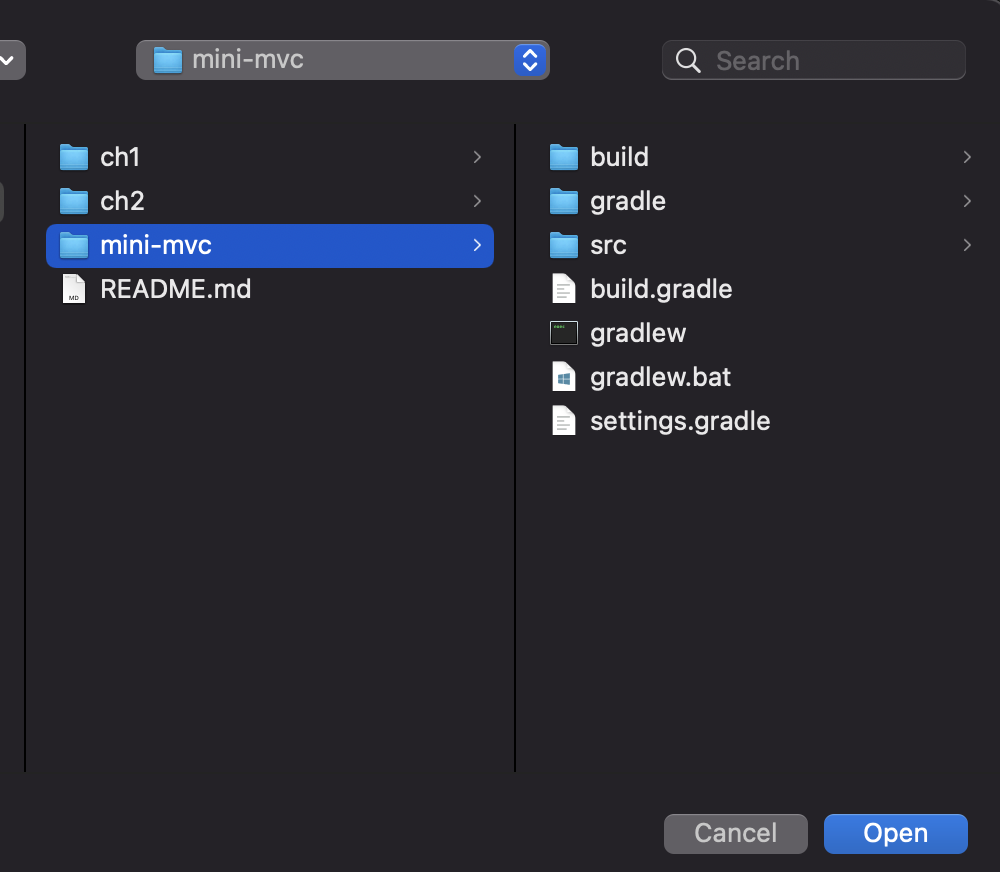 mini-mvc
Search
ch1
ch2
mini-mvc
README.md
build
gradle
src
build.gradle
gradlew
gradlew.bat
settings.gradle
Cancel
Open